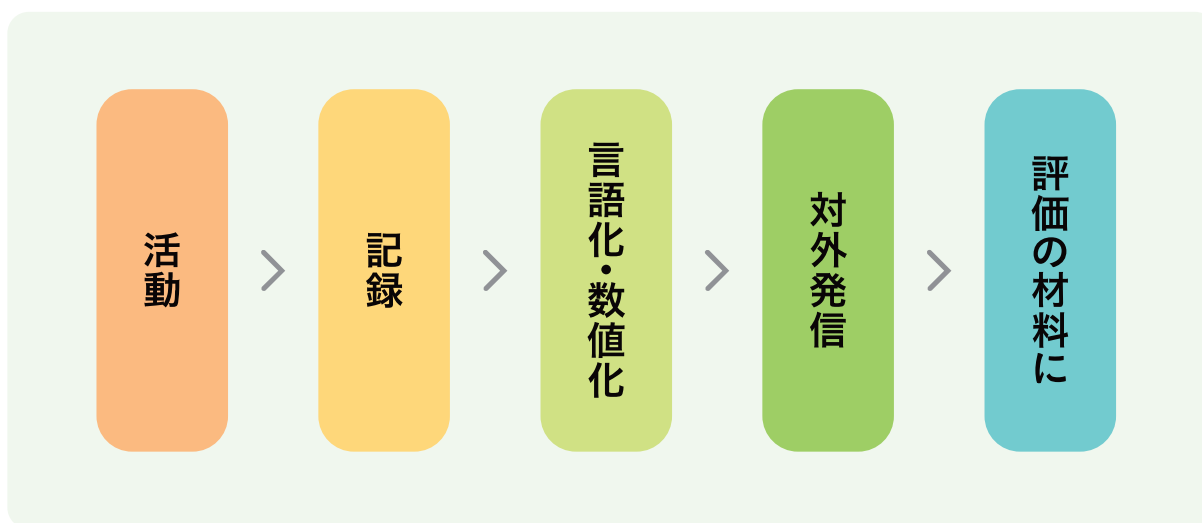 活動
記録
言語化・数値化
対外発信
評価の材料に